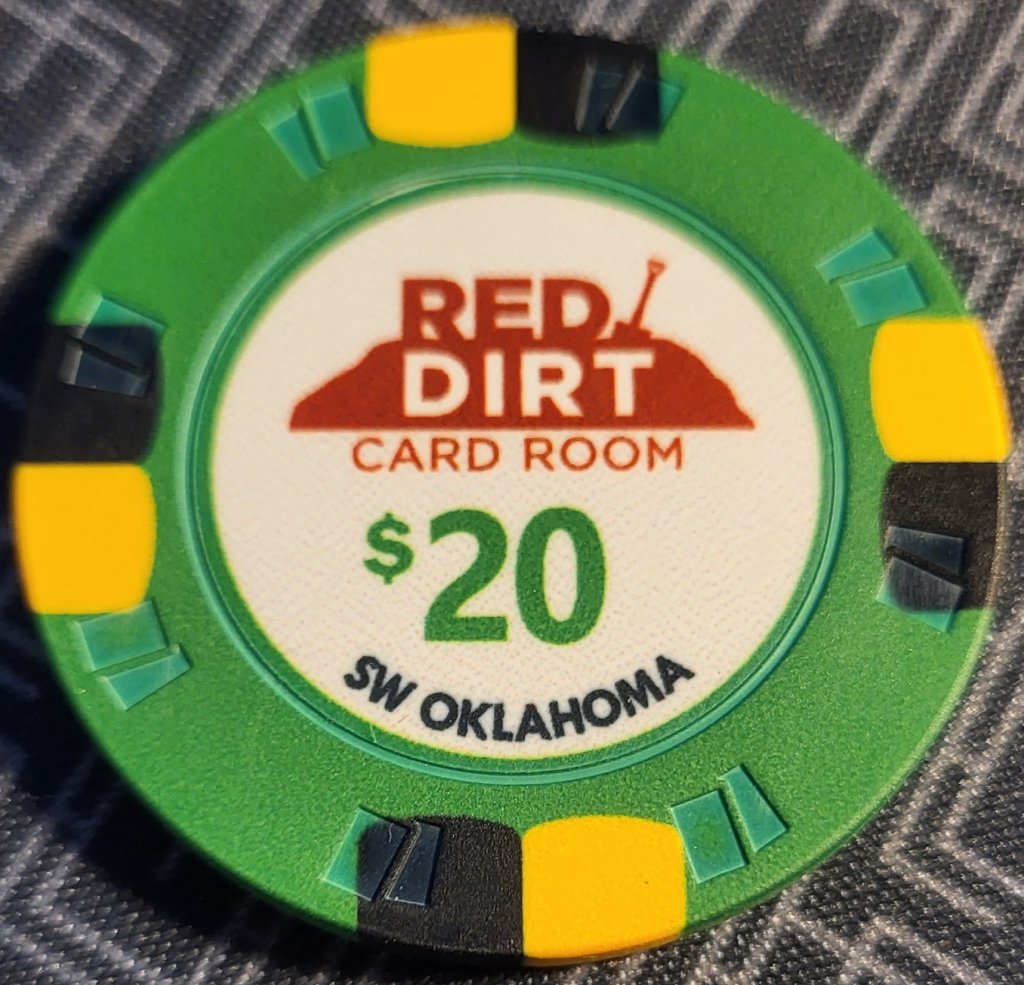 RED
DIRT
CARD ROOM
$20
SW OKLAHOMA